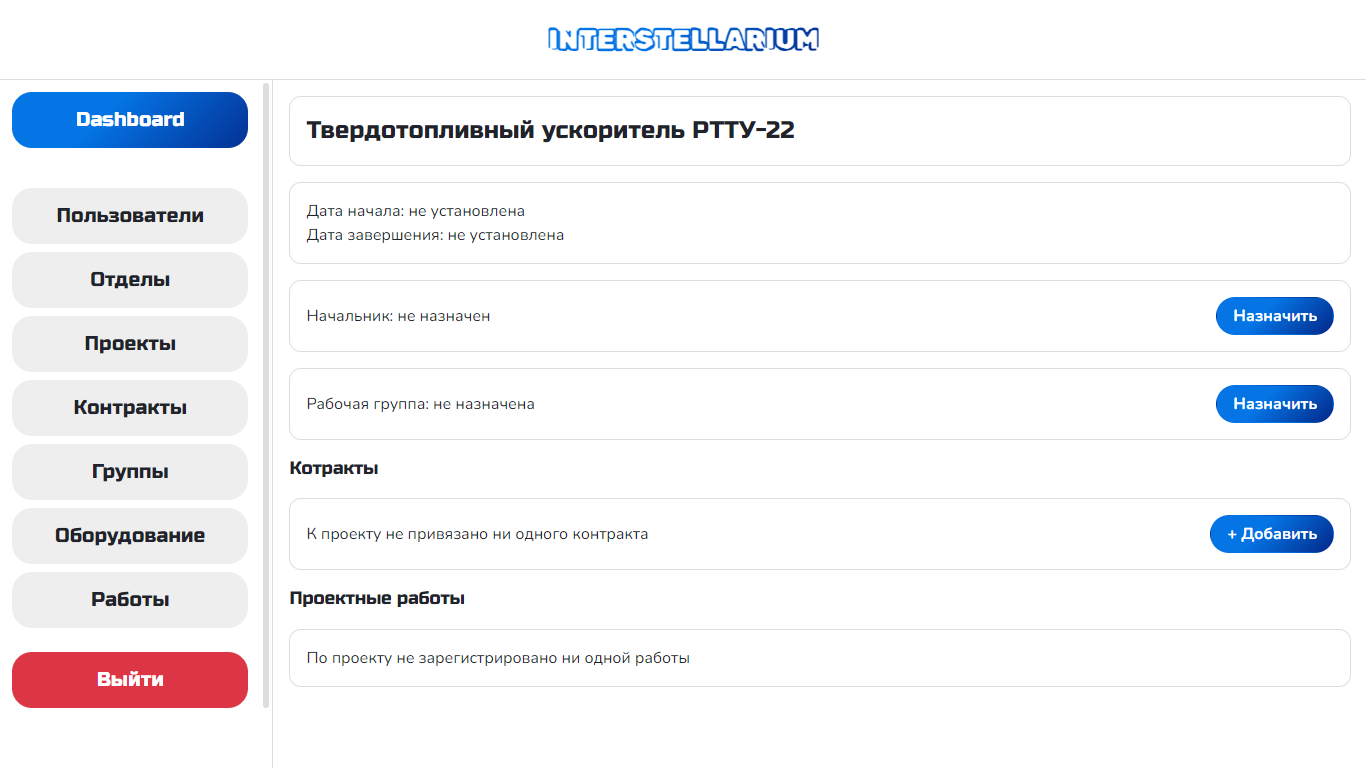 INTERSTELLARIUM
Dashboard
Пользователи
Отделы
Проекты
Контракты
Группы
Оборудование
Работы
Выйти
Твердотопливный ускоритель РТТУ-22
Дата начала: не установлена
Дата завершения: не установлена
Начальник: не назначен
Назначить
Рабочая группа: не назначена
Назначить
Котракты
К проекту не привязано ни одного контракта
+ Добавить
Проектные работы
По проекту не зарегистрировано ни одной работы